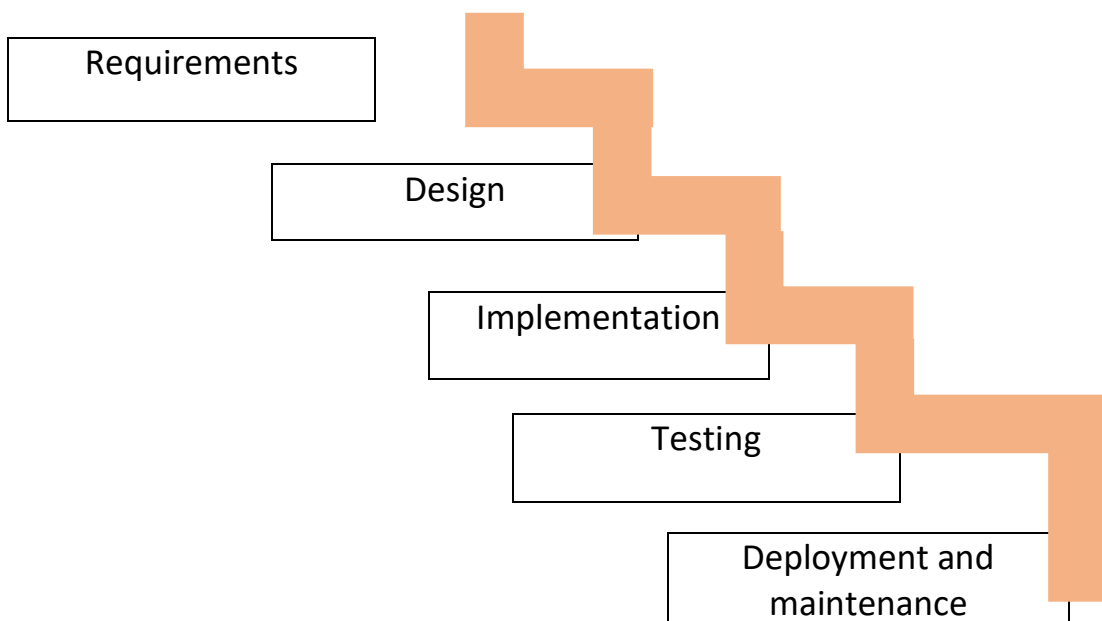 Requirements
Design
Implementation
Testing
Deployment and
maintenance